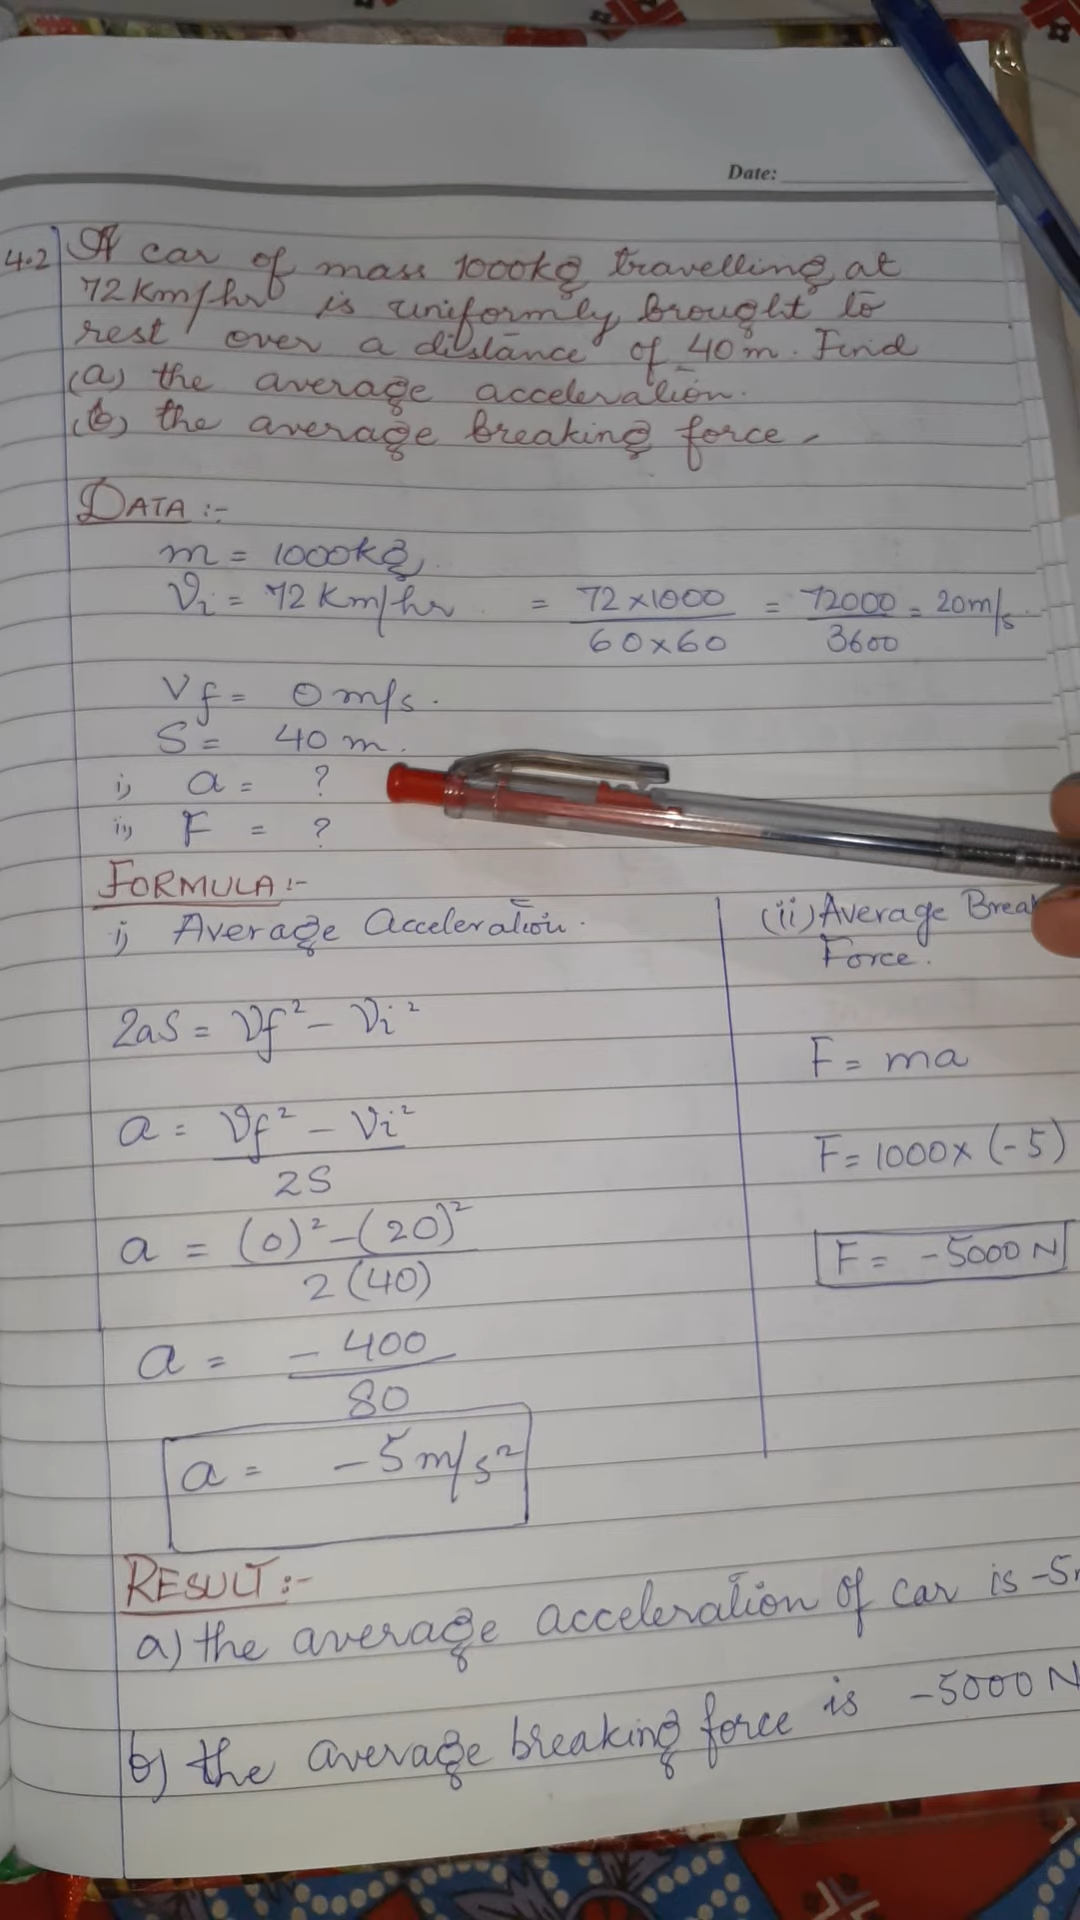 Date:
4.2 A car of mass 1000kg travelling at
72Km/hr is uniformly brought to
rest over a distance of 40m. Find
(a) the average acceleration.
(b) the average breaking force.
DATA :-
m = 1000kg
Vi = 72 Km/hr = 72×1000/60×60 = 72000/3600 = 20m/s
Vf = 0 m/s.
S = 40 m.
i) a = ?
ii) F = ?
FORMULA :-
i) Average Acceleration.
2aS = Vf² - Vi²
a = Vf² - Vi²/2S
a = (0)² - (20)²/2(40)
a = -400/80
a = -5m/s²
(ii) Average
Force.
F = ma
F = 1000× (-5)
F = -5000 N
RESULT :-
a) the average acceleration of car is -5
b) the average breaking force is -5000 N